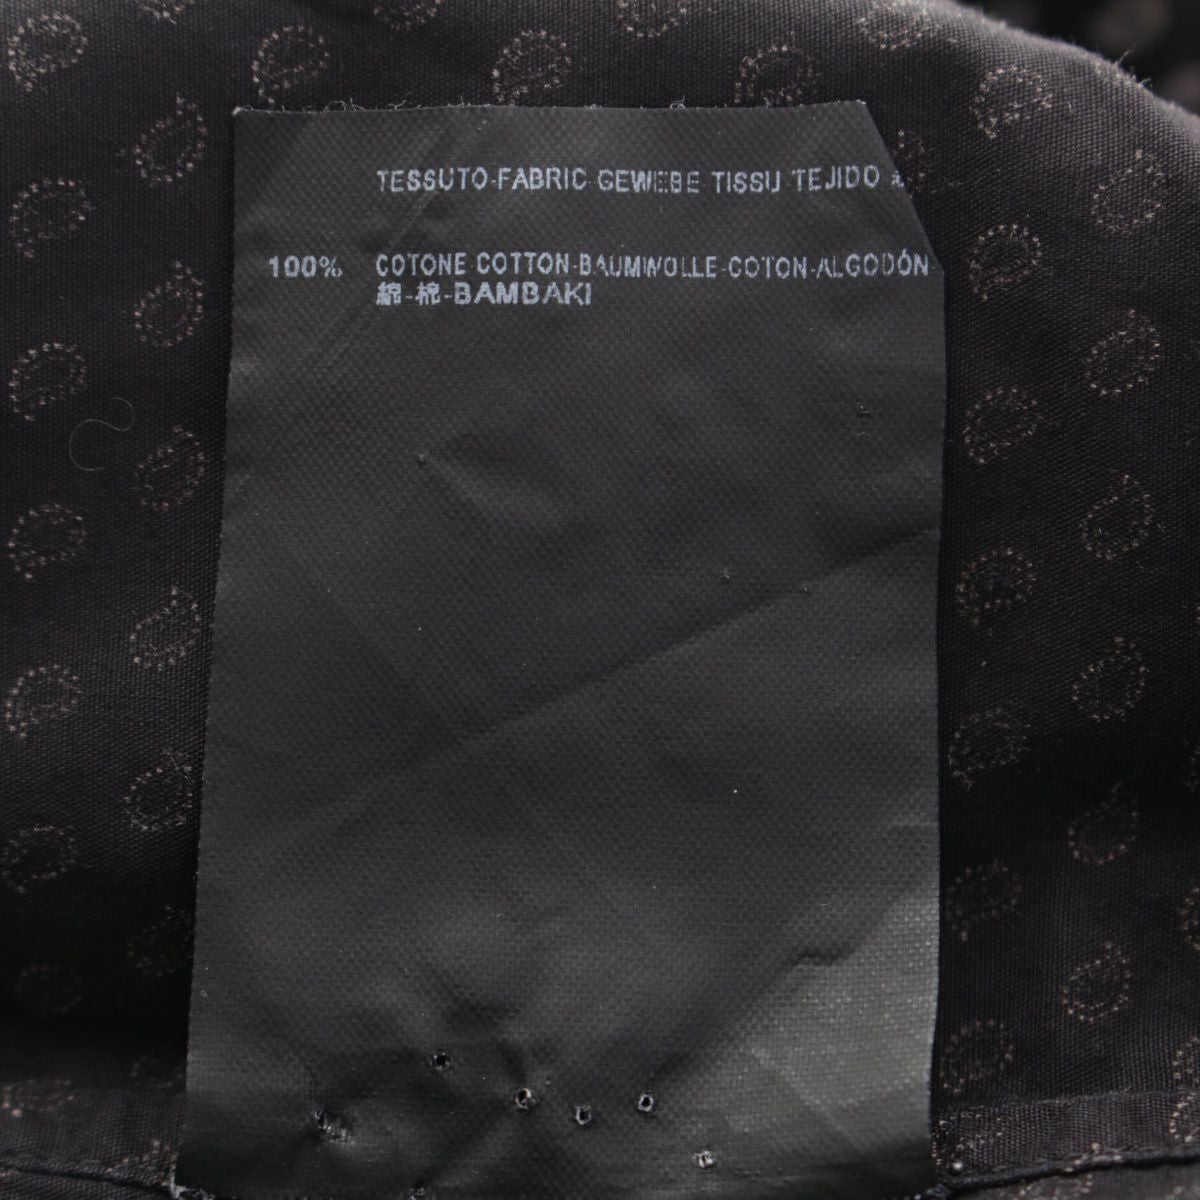 TESSUTO-FABRIC-GEWEBE TISSU TEJIDO
100% COTONE COTTON-BAUMWOLLE-COTON-ALGODÓN
綿-棉-BAMBAKI